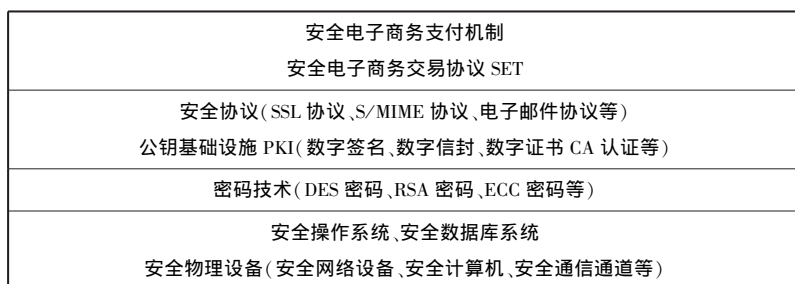 安全电子商务支付机制
安全电子商务交易协议 SET
安全协议(SSL 协议、S/MIME 协议、电子邮件协议等)
公钥基础设施 PKI(数字签名、数字信封、数字证书 CA 认证等)
密码技术(DES 密码、RSA 密码、ECC 密码等)
安全操作系统、安全数据库系统
安全物理设备(安全网络设备、安全计算机、安全通信通道等)